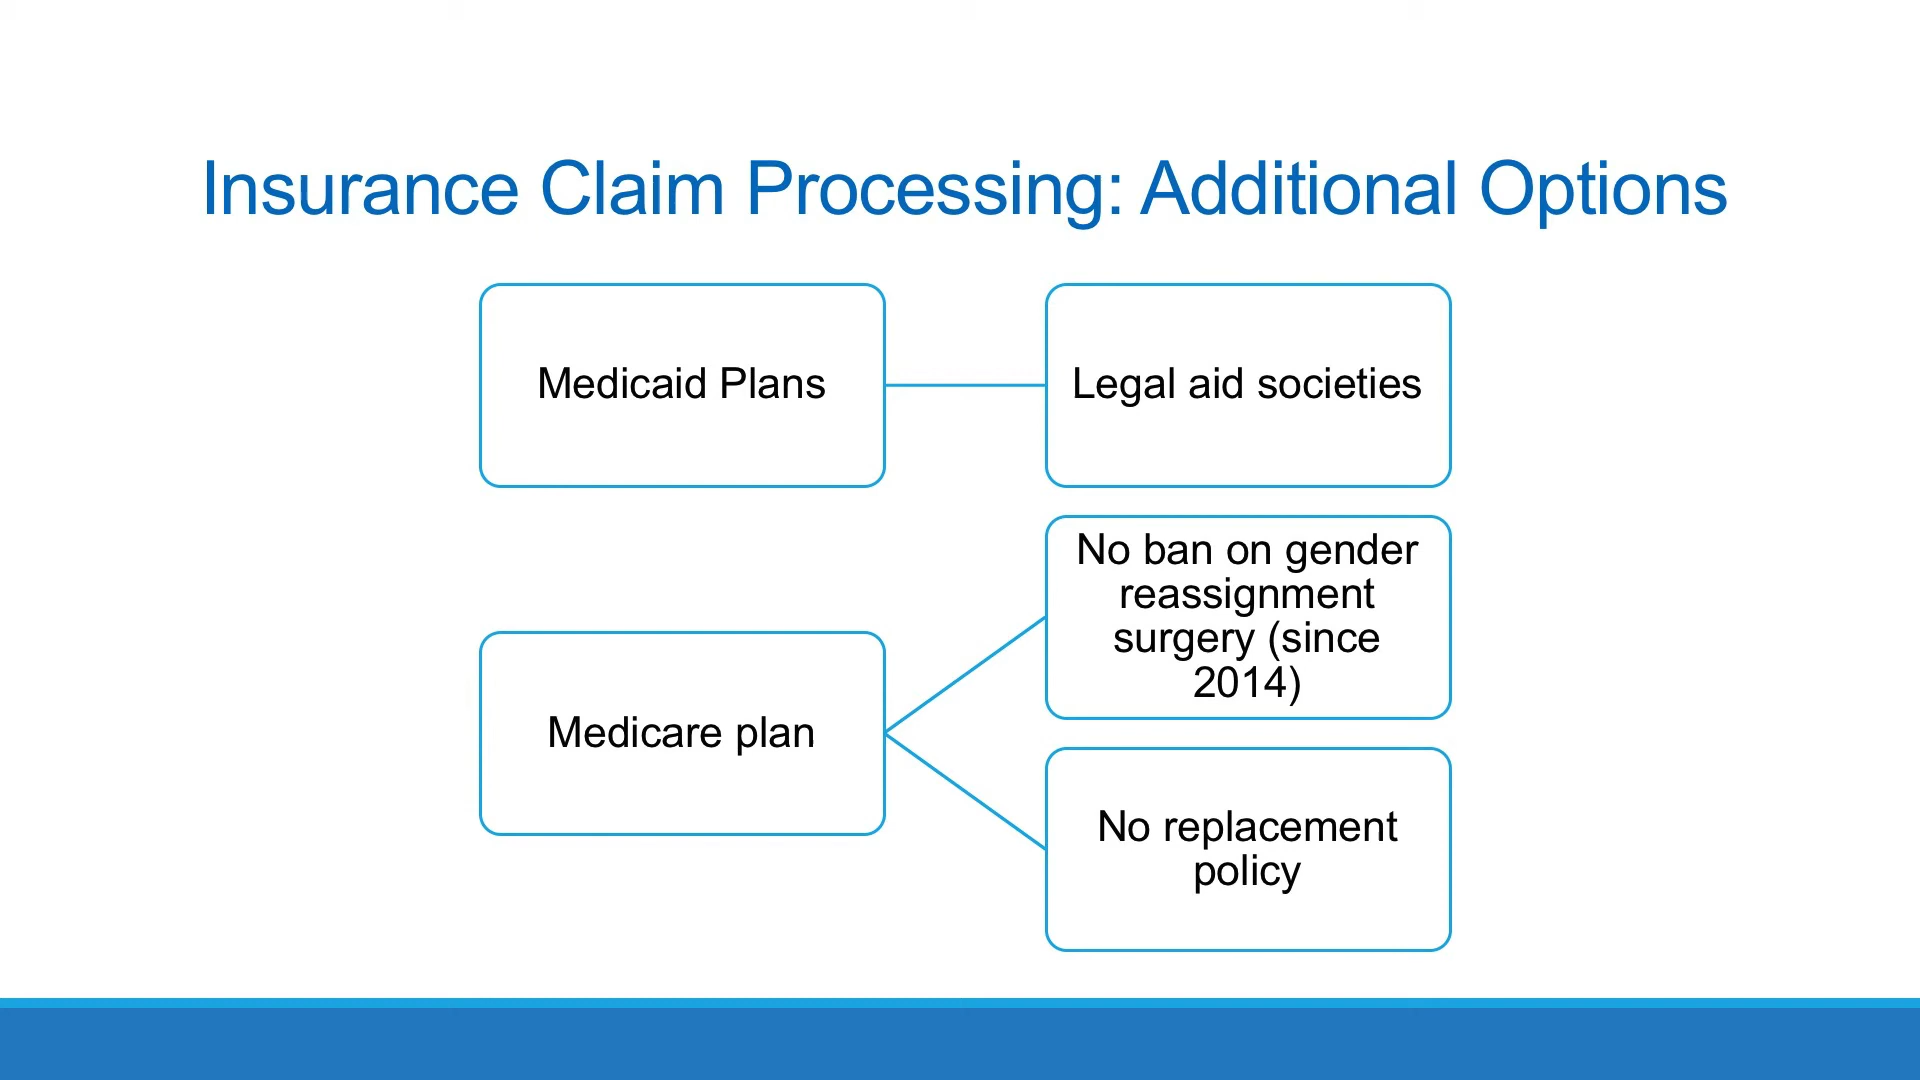 Insurance Claim Processing: Additional Options
Medicaid Plans
Legal aid societies
Medicare plan
No ban on gender
reassignment
surgery (since
2014)
No replacement
policy